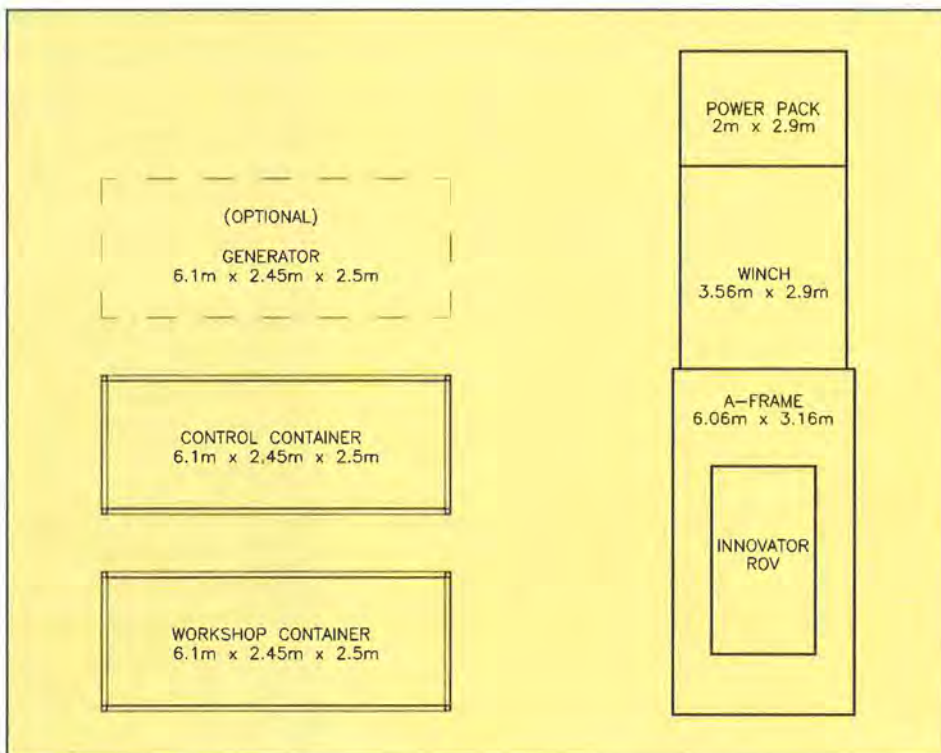 (OPTIONAL)
GENERATOR
6.1m x 2.45m x 2.5m
CONTROL CONTAINER
6.1m x 2.45m x 2.5m
WORKSHOP CONTAINER
6.1m x 2.45m x 2.5m
POWER PACK
2m x 2.9m
WINCH
3.56m x 2.9m
A-FRAME
6.06m x 3.16m
INNOVATOR
ROV